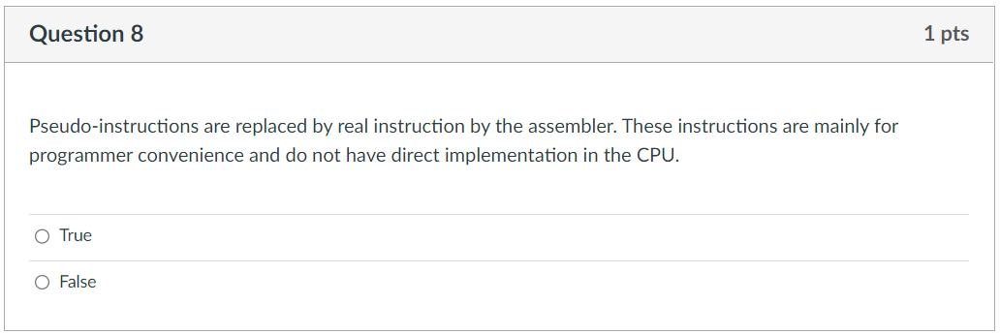 Question 8
1 pts
Pseudo-instructions are replaced by real instruction by the assembler. These instructions are mainly for
programmer convenience and do not have direct implementation in the CPU.
True
False